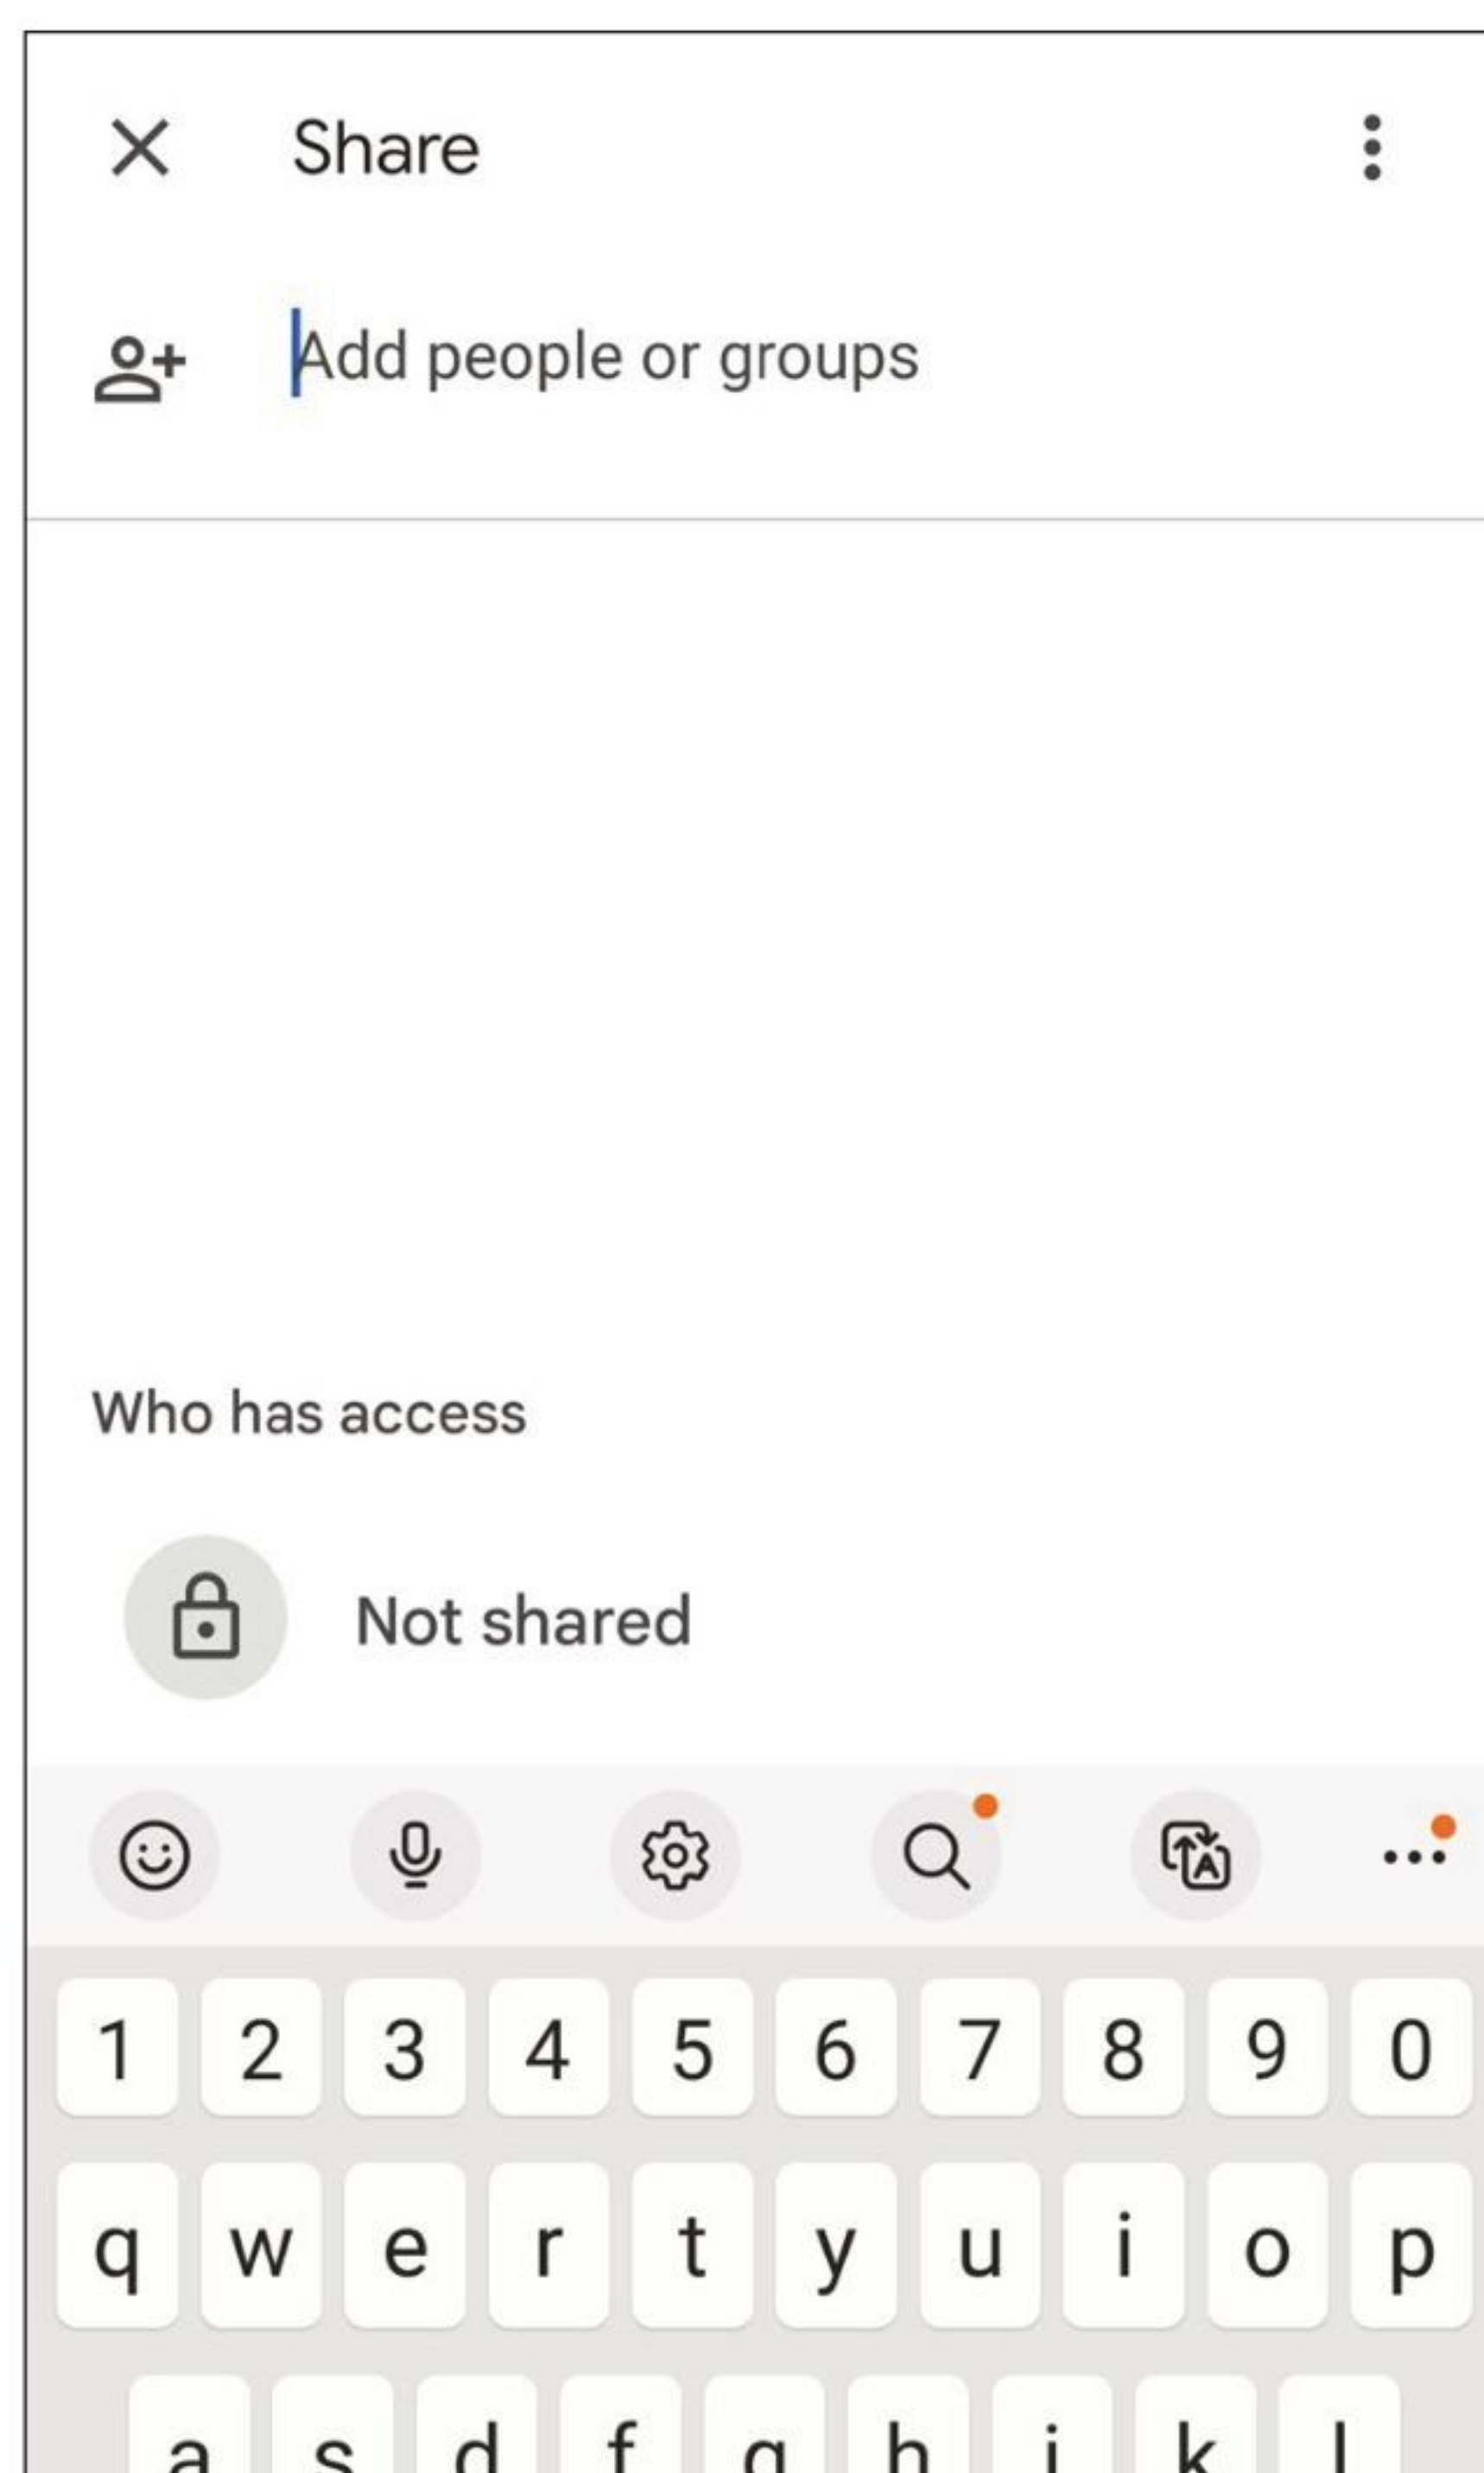 Share
Add people or groups
Who has access
Not shared
1 2 3 4 5 6 7 8 9 0
q w e r t y u i o p
a s d f g h j k l